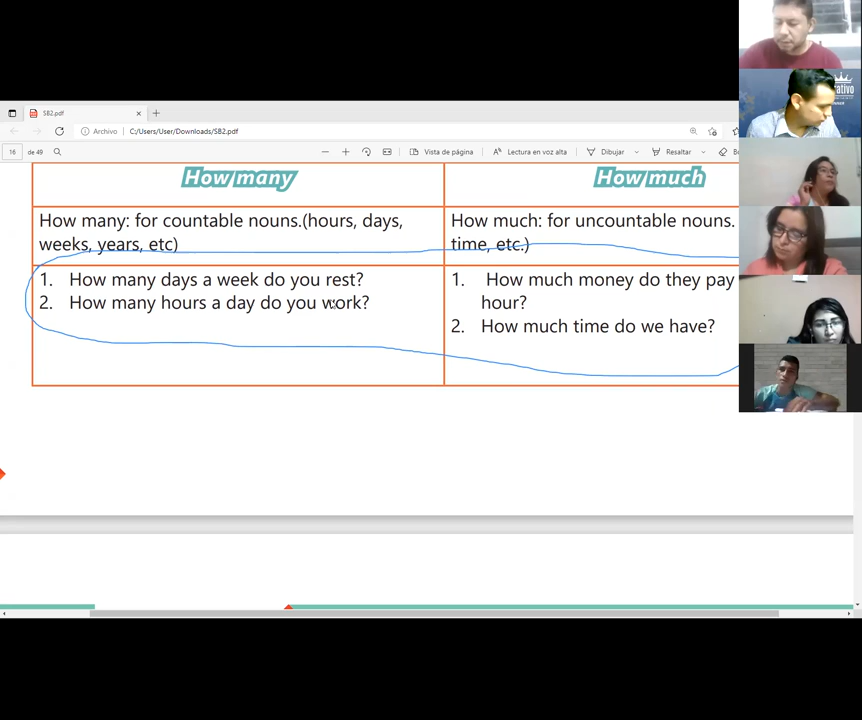 SB2.pdf
Archivo C:/Users/User/Downloads/SB2.pdf
16 de 49 Vista de página Lectura en voz alta Dibujar Resaltar
How many How much
How many: for countable nouns.(hours, days,
weeks, years, etc)
How much: for uncountable nouns.
time, etc.)
1. How many days a week do you rest?
2. How many hours a day do you work?
1. How much money do they pay
hour?
2. How much time do we have?